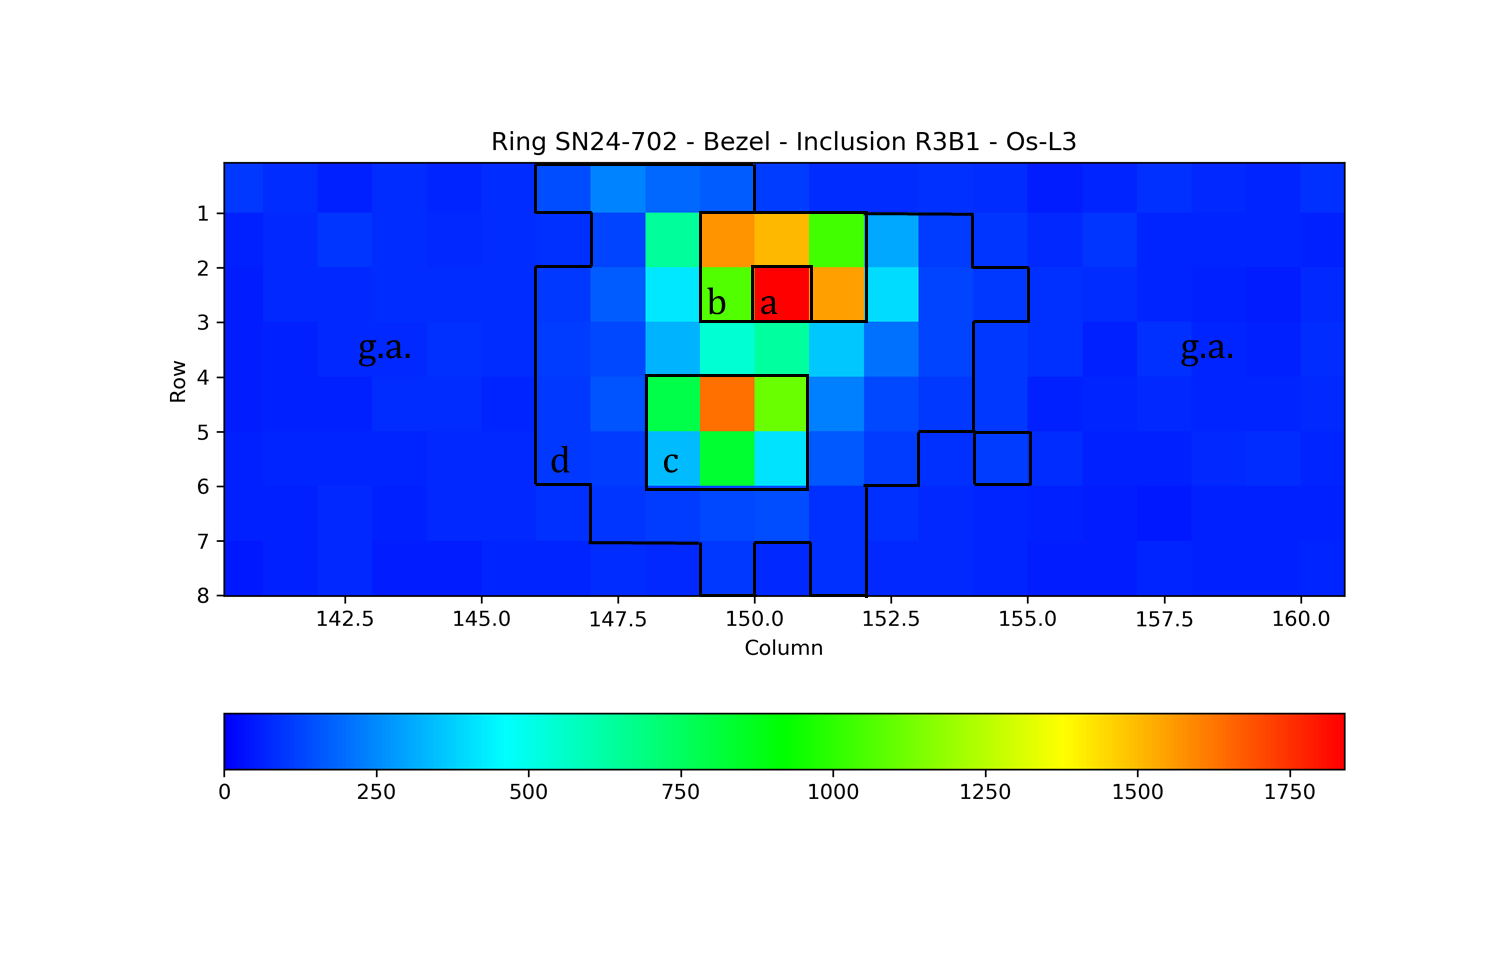 Ring SN24-702 - Bezel - Inclusion R3B1 - Os-L3
1
2
b a
3
g.a. g.a.
Row
4
5
d c
6
7
8
142.5 145.0 147.5 150.0 152.5 155.0 157.5 160.0
Column
0 250 500 750 1000 1250 1500 1750